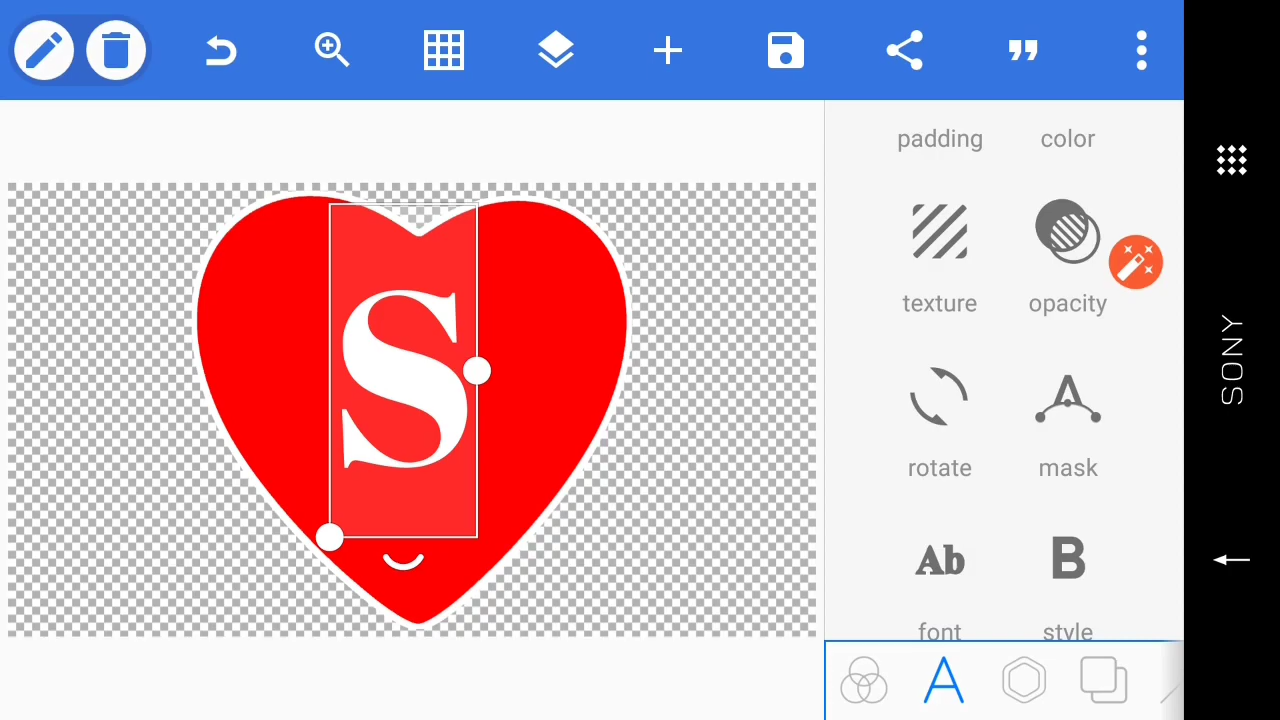 padding color
texture opacity
S
rotate mask
Ab B
font style
A
SONY